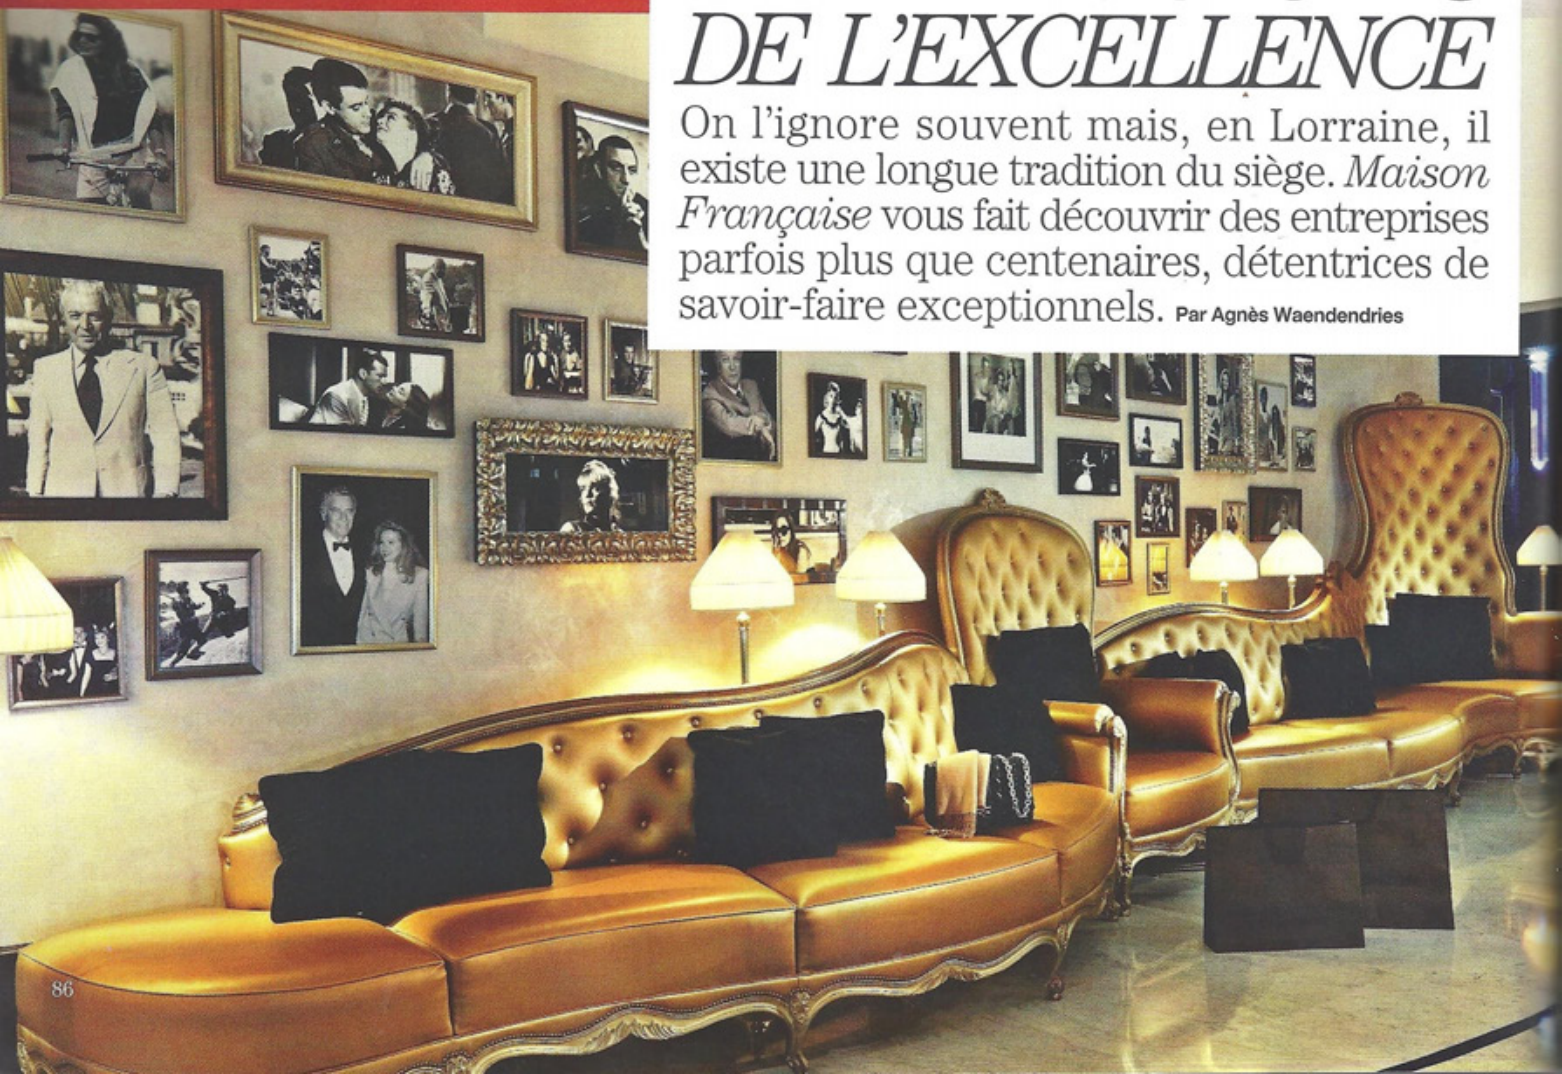 DE L'EXCELLENCE
On l'ignore souvent mais, en Lorraine, il
existe une longue tradition du siège. Maison
Française vous fait découvrir des entreprises
parfois plus que centenaires, détentrices de
savoir-faire exceptionnels. Par Agnès Waendendries
86